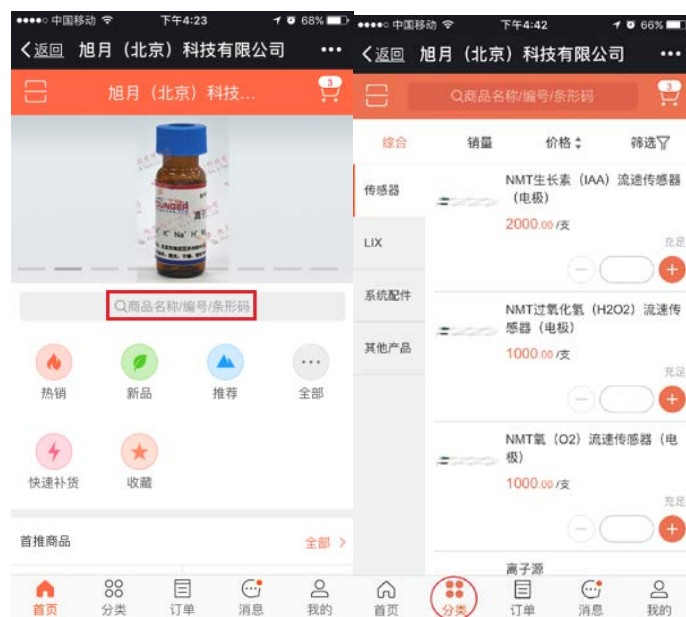 中国移动 下午4:23 68%
返回 旭月（北京）科技有限公司
旭月（北京）科技... 3
K⁺ Na⁺ H⁺
商品名称/编号/条形码
热销 新品 推荐 全部
快速补货 收藏
首推商品 全部
首页 分类 订单 消息 我的
中国移动 下午4:42 66%
返回 旭月（北京）科技有限公司
商品名称/编号/条形码 3
综合 销量 价格 筛选
传感器
LIX
系统配件
其他产品
NMT生长素（IAA）流速传感器
（电极）
2000.00 /支
充足
NMT过氧化氢（H2O2）流速传
感器（电极）
1000.00 /支
充足
NMT氧（O2）流速传感器（电
极）
1000.00 /支
充足
离子源
首页 分类 订单 消息 我的